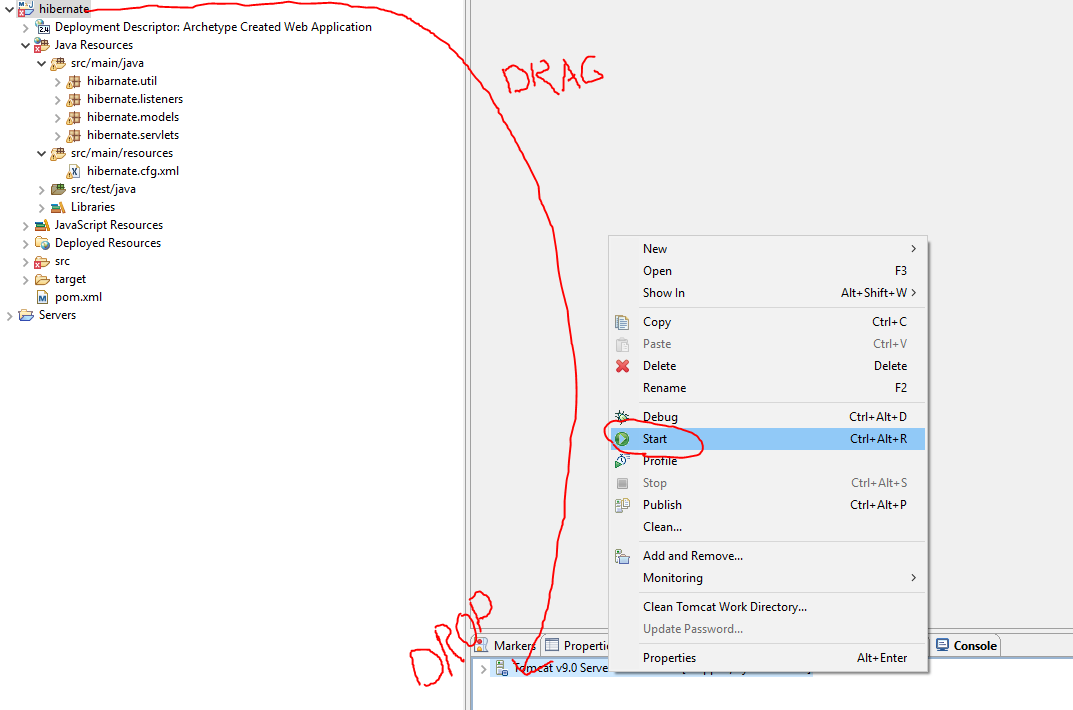 hibernate
Deployment Descriptor: Archetype Created Web Application
Java Resources
src/main/java
hibarnate.util
hibernate.listeners
hibernate.models
hibernate.servlets
src/main/resources
hibernate.cfg.xml
src/test/java
Libraries
JavaScript Resources
Deployed Resources
src
target
pom.xml
Servers
DRAG
New
Open F3
Show In Alt+Shift+W
Copy Ctrl+C
Paste Ctrl+V
Delete Delete
Rename F2
Debug Ctrl+Alt+D
Start Ctrl+Alt+R
Profile
Stop Ctrl+Alt+S
Publish Ctrl+Alt+P
Clean...
Add and Remove...
Monitoring
Clean Tomcat Work Directory...
Update Password...
Properties Alt+Enter
DROP
Markers Console
Tomcat v9.0